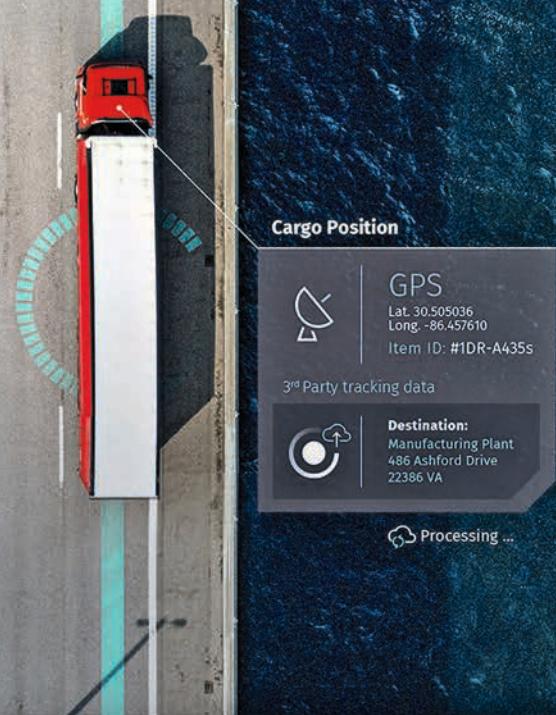 Cargo Position
GPS
Lat. 30.505036
Long. -86.457610
Item ID: #1DR-A435s
3rd Party tracking data
Destination:
Manufacturing Plant
486 Ashford Drive
22386 VA
Processing ...